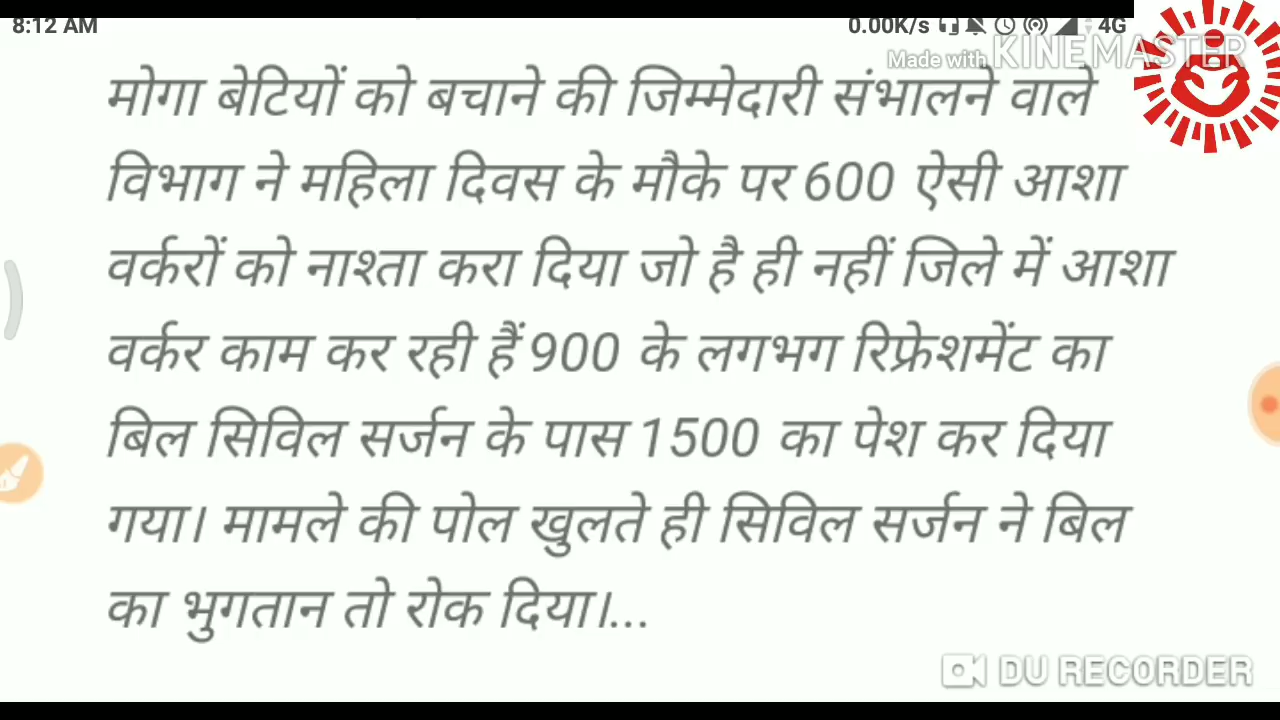 8:12 AM 0.00K/s 4G
Made with KINEMASTER
मोगा बेटियों को बचाने की जिम्मेदारी संभालने वाले
विभाग ने महिला दिवस के मौके पर 600 ऐसी आशा
वर्करों को नाश्ता करा दिया जो है ही नहीं जिले में आशा
वर्कर काम कर रही हैं 900 के लगभग रिफ्रेशमेंट का
बिल सिविल सर्जन के पास 1500 का पेश कर दिया
गया। मामले की पोल खुलते ही सिविल सर्जन ने बिल
का भुगतान तो रोक दिया।...
DU RECORDER